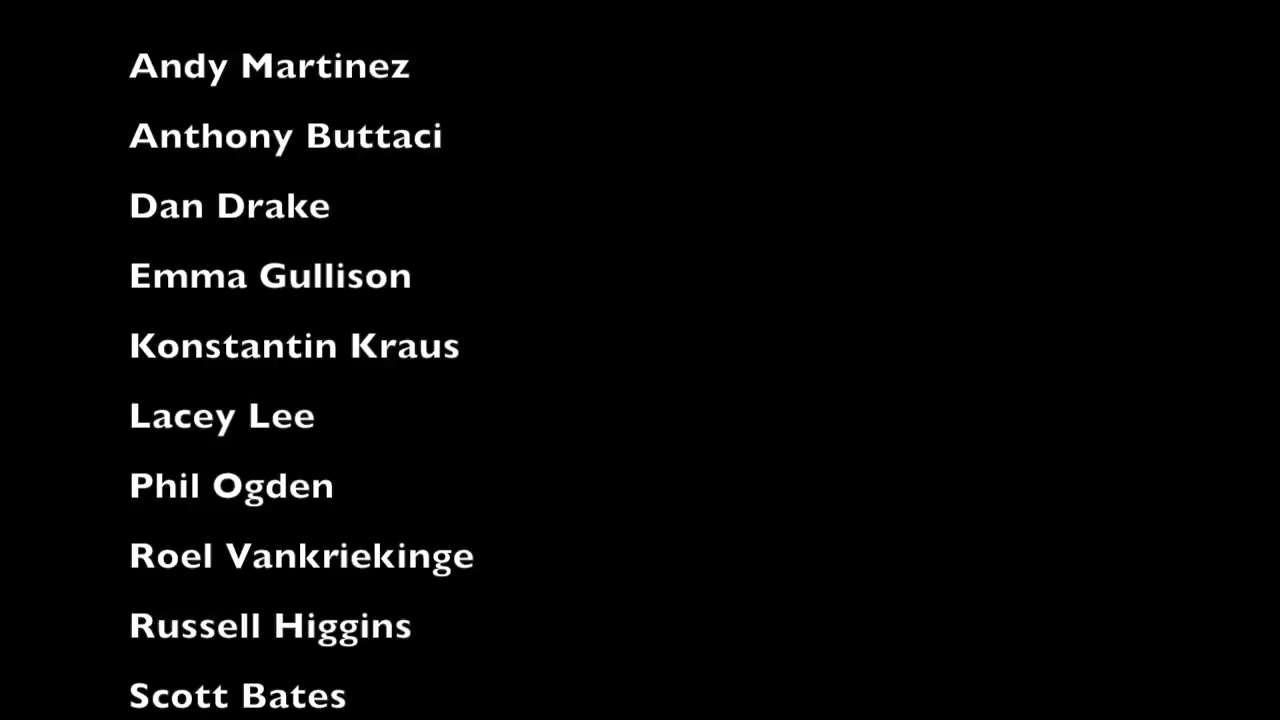 Andy Martinez
Anthony Buttaci
Dan Drake
Emma Gullison
Konstantin Kraus
Lacey Lee
Phil Ogden
Roel Vankriekinge
Russell Higgins
Scott Bates